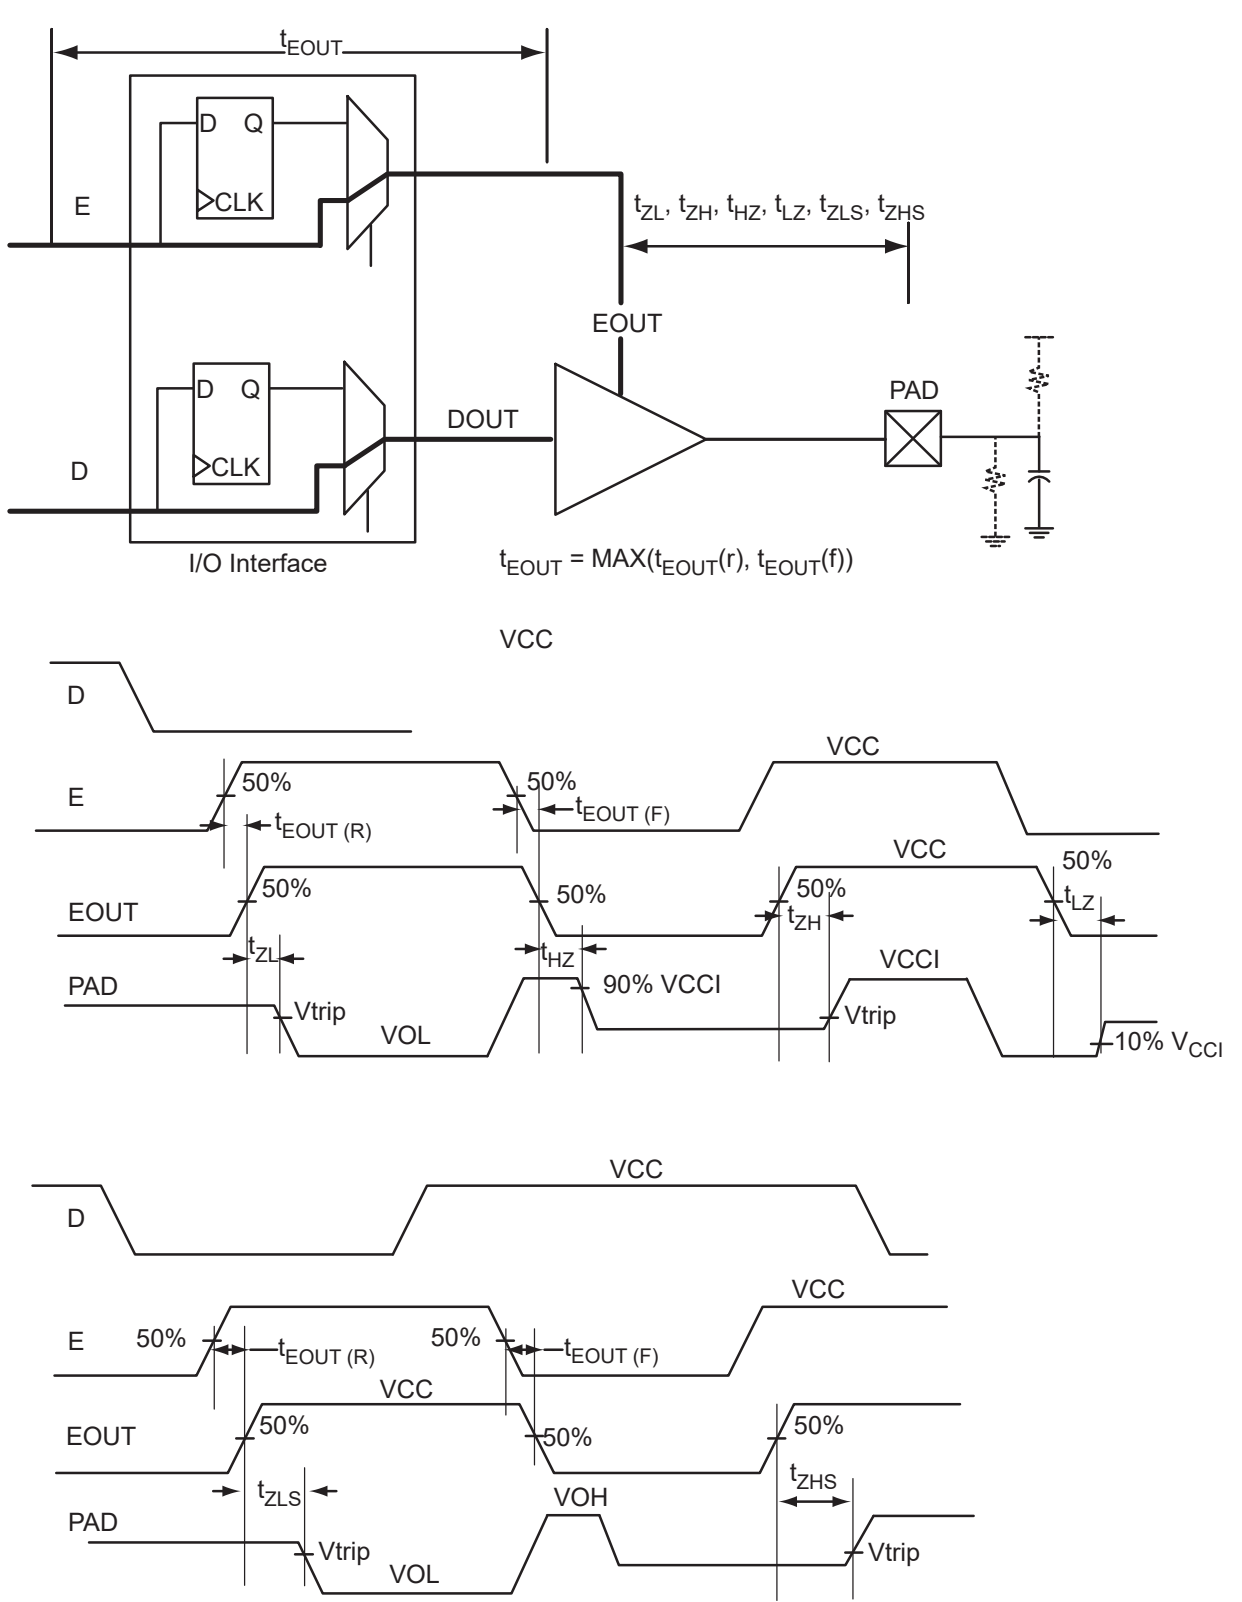 tEOUT
D Q
CLK
E
tZL, tZH, tHZ, tLZ, tZLS, tZHS
EOUT
D Q
CLK
DOUT
PAD
D
I/O Interface
tEOUT = MAX(tEOUT(r), tEOUT(f))
VCC
D
VCC
E
50%
50%
tEOUT (R)
tEOUT (F)
VCC
50%
EOUT
50%
50%
50%
tZL
tHZ
tZH
tLZ
PAD
Vtrip
VOL
90% VCCI
Vtrip
VCCI
10% VCCI
VCC
D
VCC
E
50%
tEOUT (R)
50%
tEOUT (F)
VCC
EOUT
50%
50%
50%
tZLS
tZHS
VOH
PAD
Vtrip
VOL
Vtrip